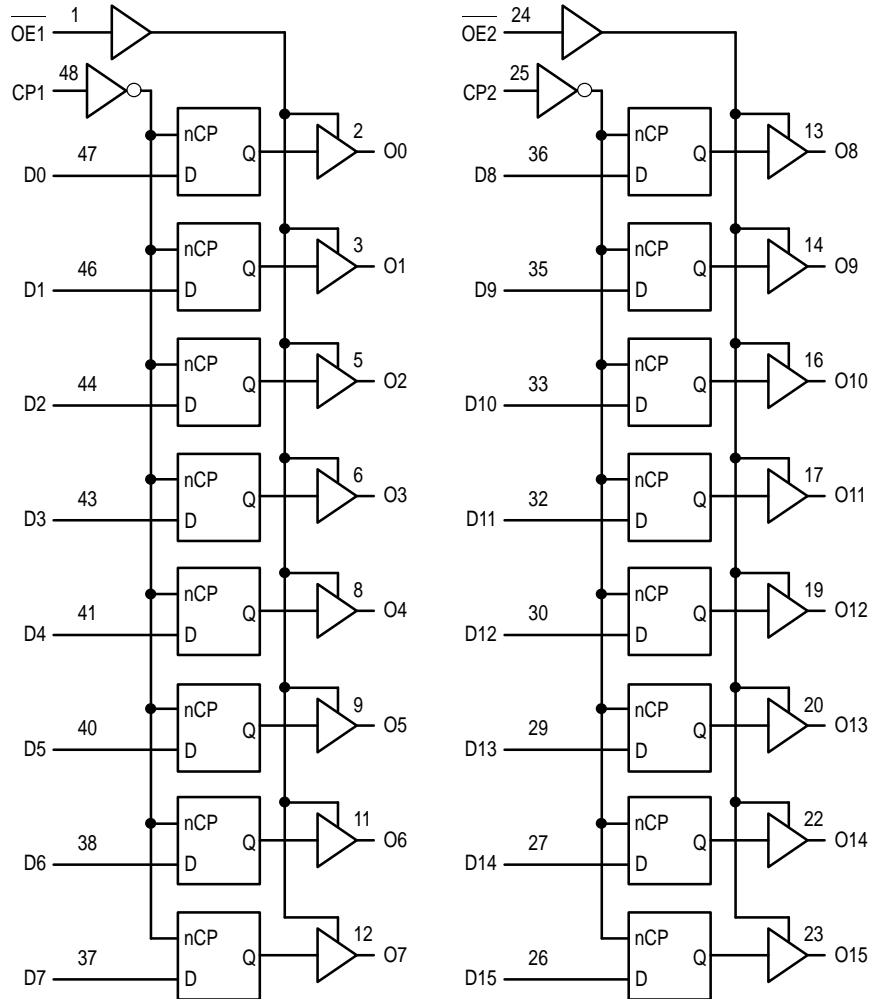 OE1 1
CP1 48
nCP
Q
2 O0
D0 47 D
nCP
Q
3 O1
D1 46 D
nCP
Q
5 O2
D2 44 D
nCP
Q
6 O3
D3 43 D
nCP
Q
8 O4
D4 41 D
nCP
Q
9 O5
D5 40 D
nCP
Q
11 O6
D6 38 D
nCP
Q
12 O7
D7 37 D
OE2 24
CP2 25
nCP
Q
13 O8
D8 36 D
nCP
Q
14 O9
D9 35 D
nCP
Q
16 O10
D10 33 D
nCP
Q
17 O11
D11 32 D
nCP
Q
19 O12
D12 30 D
nCP
Q
20 O13
D13 29 D
nCP
Q
22 O14
D14 27 D
nCP
Q
23 O15
D15 26 D